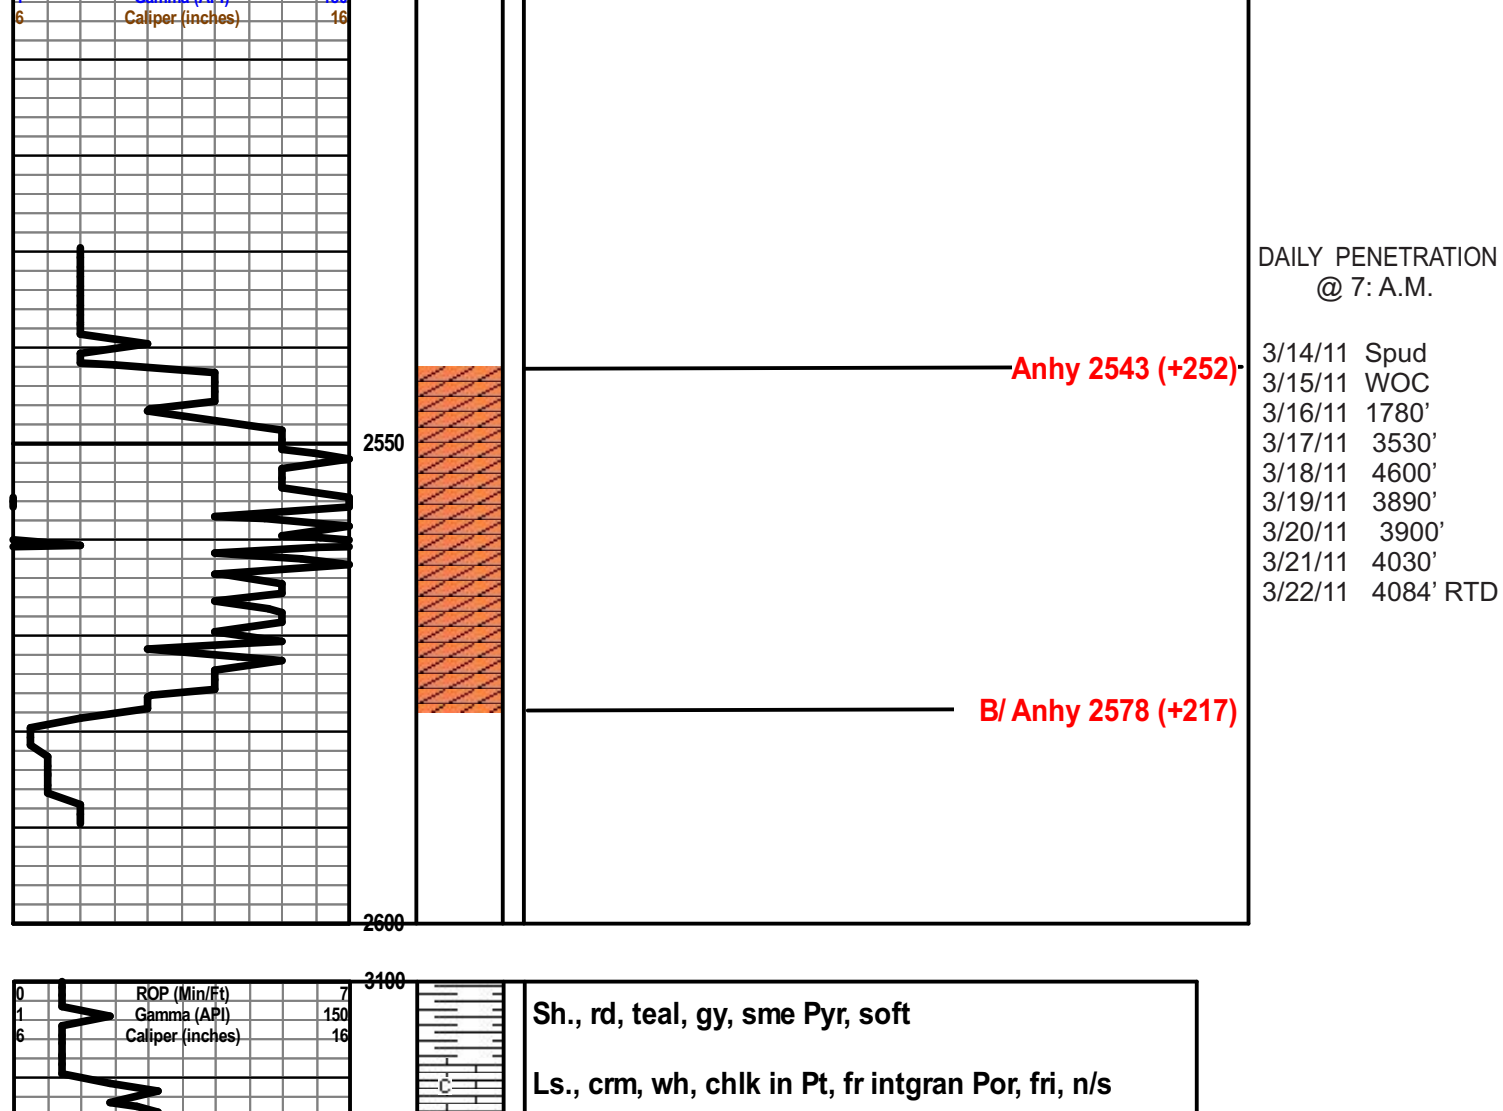 Gamma (API) 150
6 Caliper (inches) 16
DAILY PENETRATION
@ 7: A.M.
3/14/11 Spud
Anhy 2543 (+252)
3/15/11 WOC
3/16/11 1780’
2550
3/17/11 3530’
3/18/11 4600’
3/19/11 3890’
3/20/11 3900’
3/21/11 4030’
3/22/11 4084’ RTD
B/ Anhy 2578 (+217)
2600
3100
0 ROP (Min/Ft) 7
1 Gamma (API) 150
6 Caliper (inches) 16
Sh., rd, teal, gy, sme Pyr, soft
C
Ls., crm, wh, chlk in Pt, fr intgran Por, fri, n/s